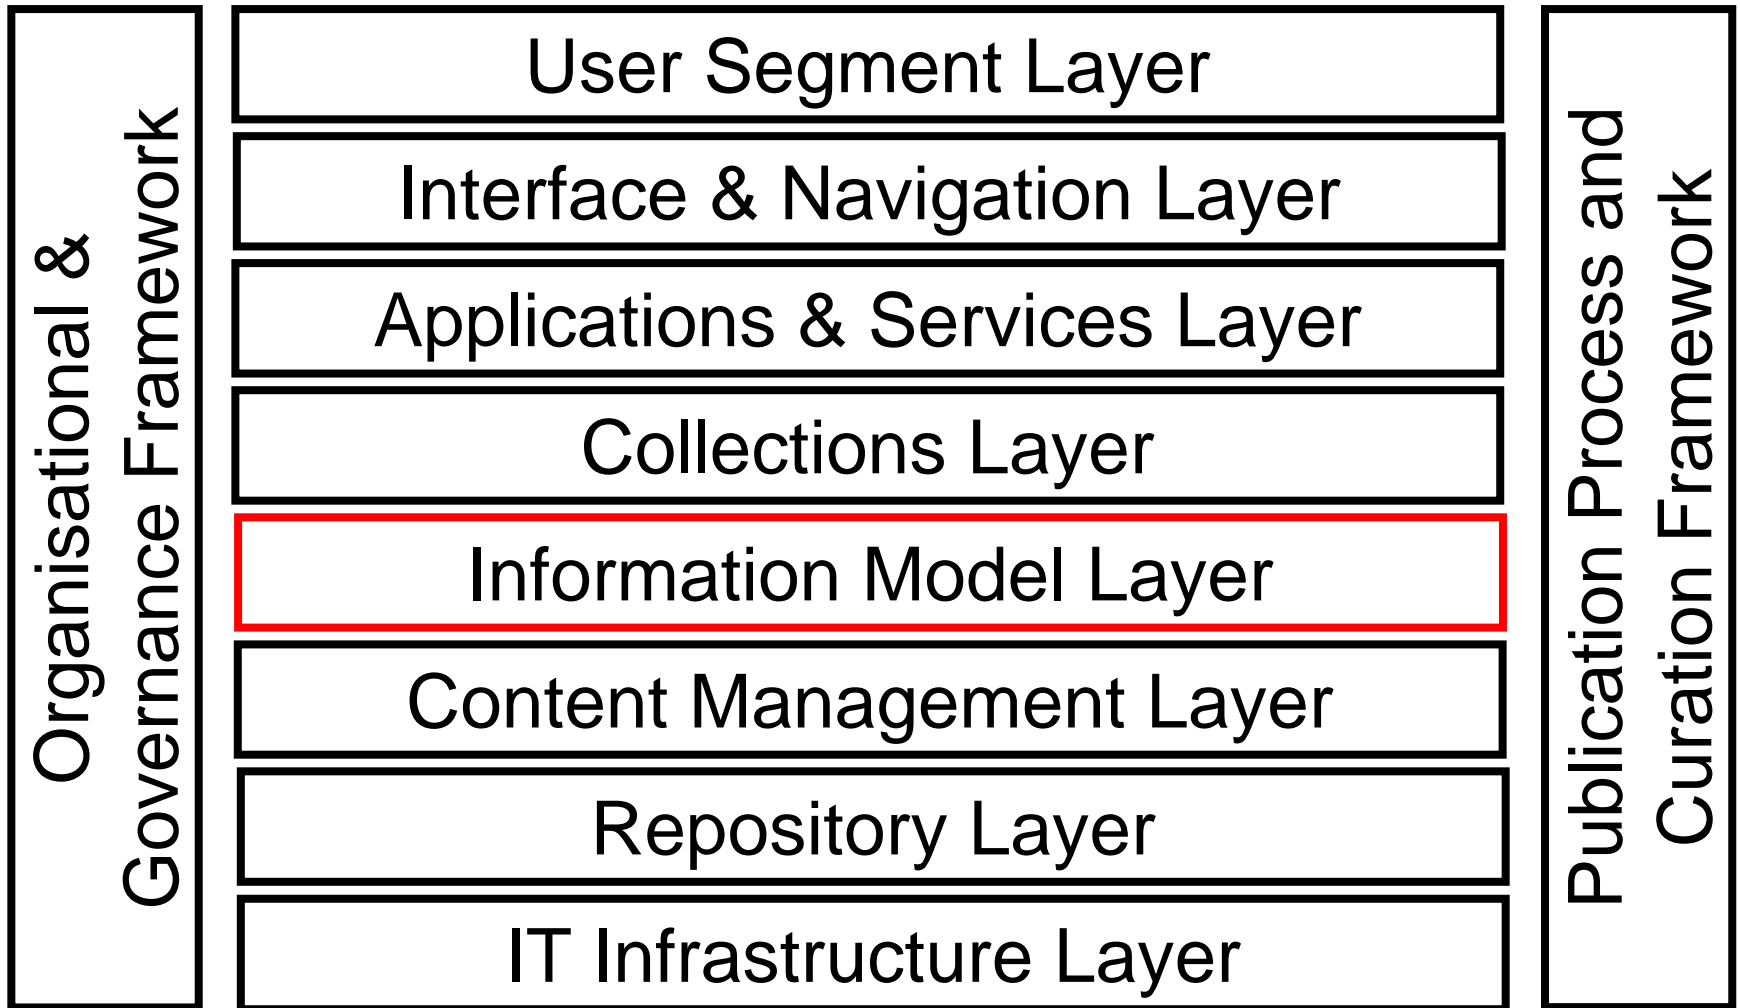 Organisational &
Governance Framework
User Segment Layer
Interface & Navigation Layer
Applications & Services Layer
Collections Layer
Information Model Layer
Content Management Layer
Repository Layer
IT Infrastructure Layer
Publication Process and
Curation Framework